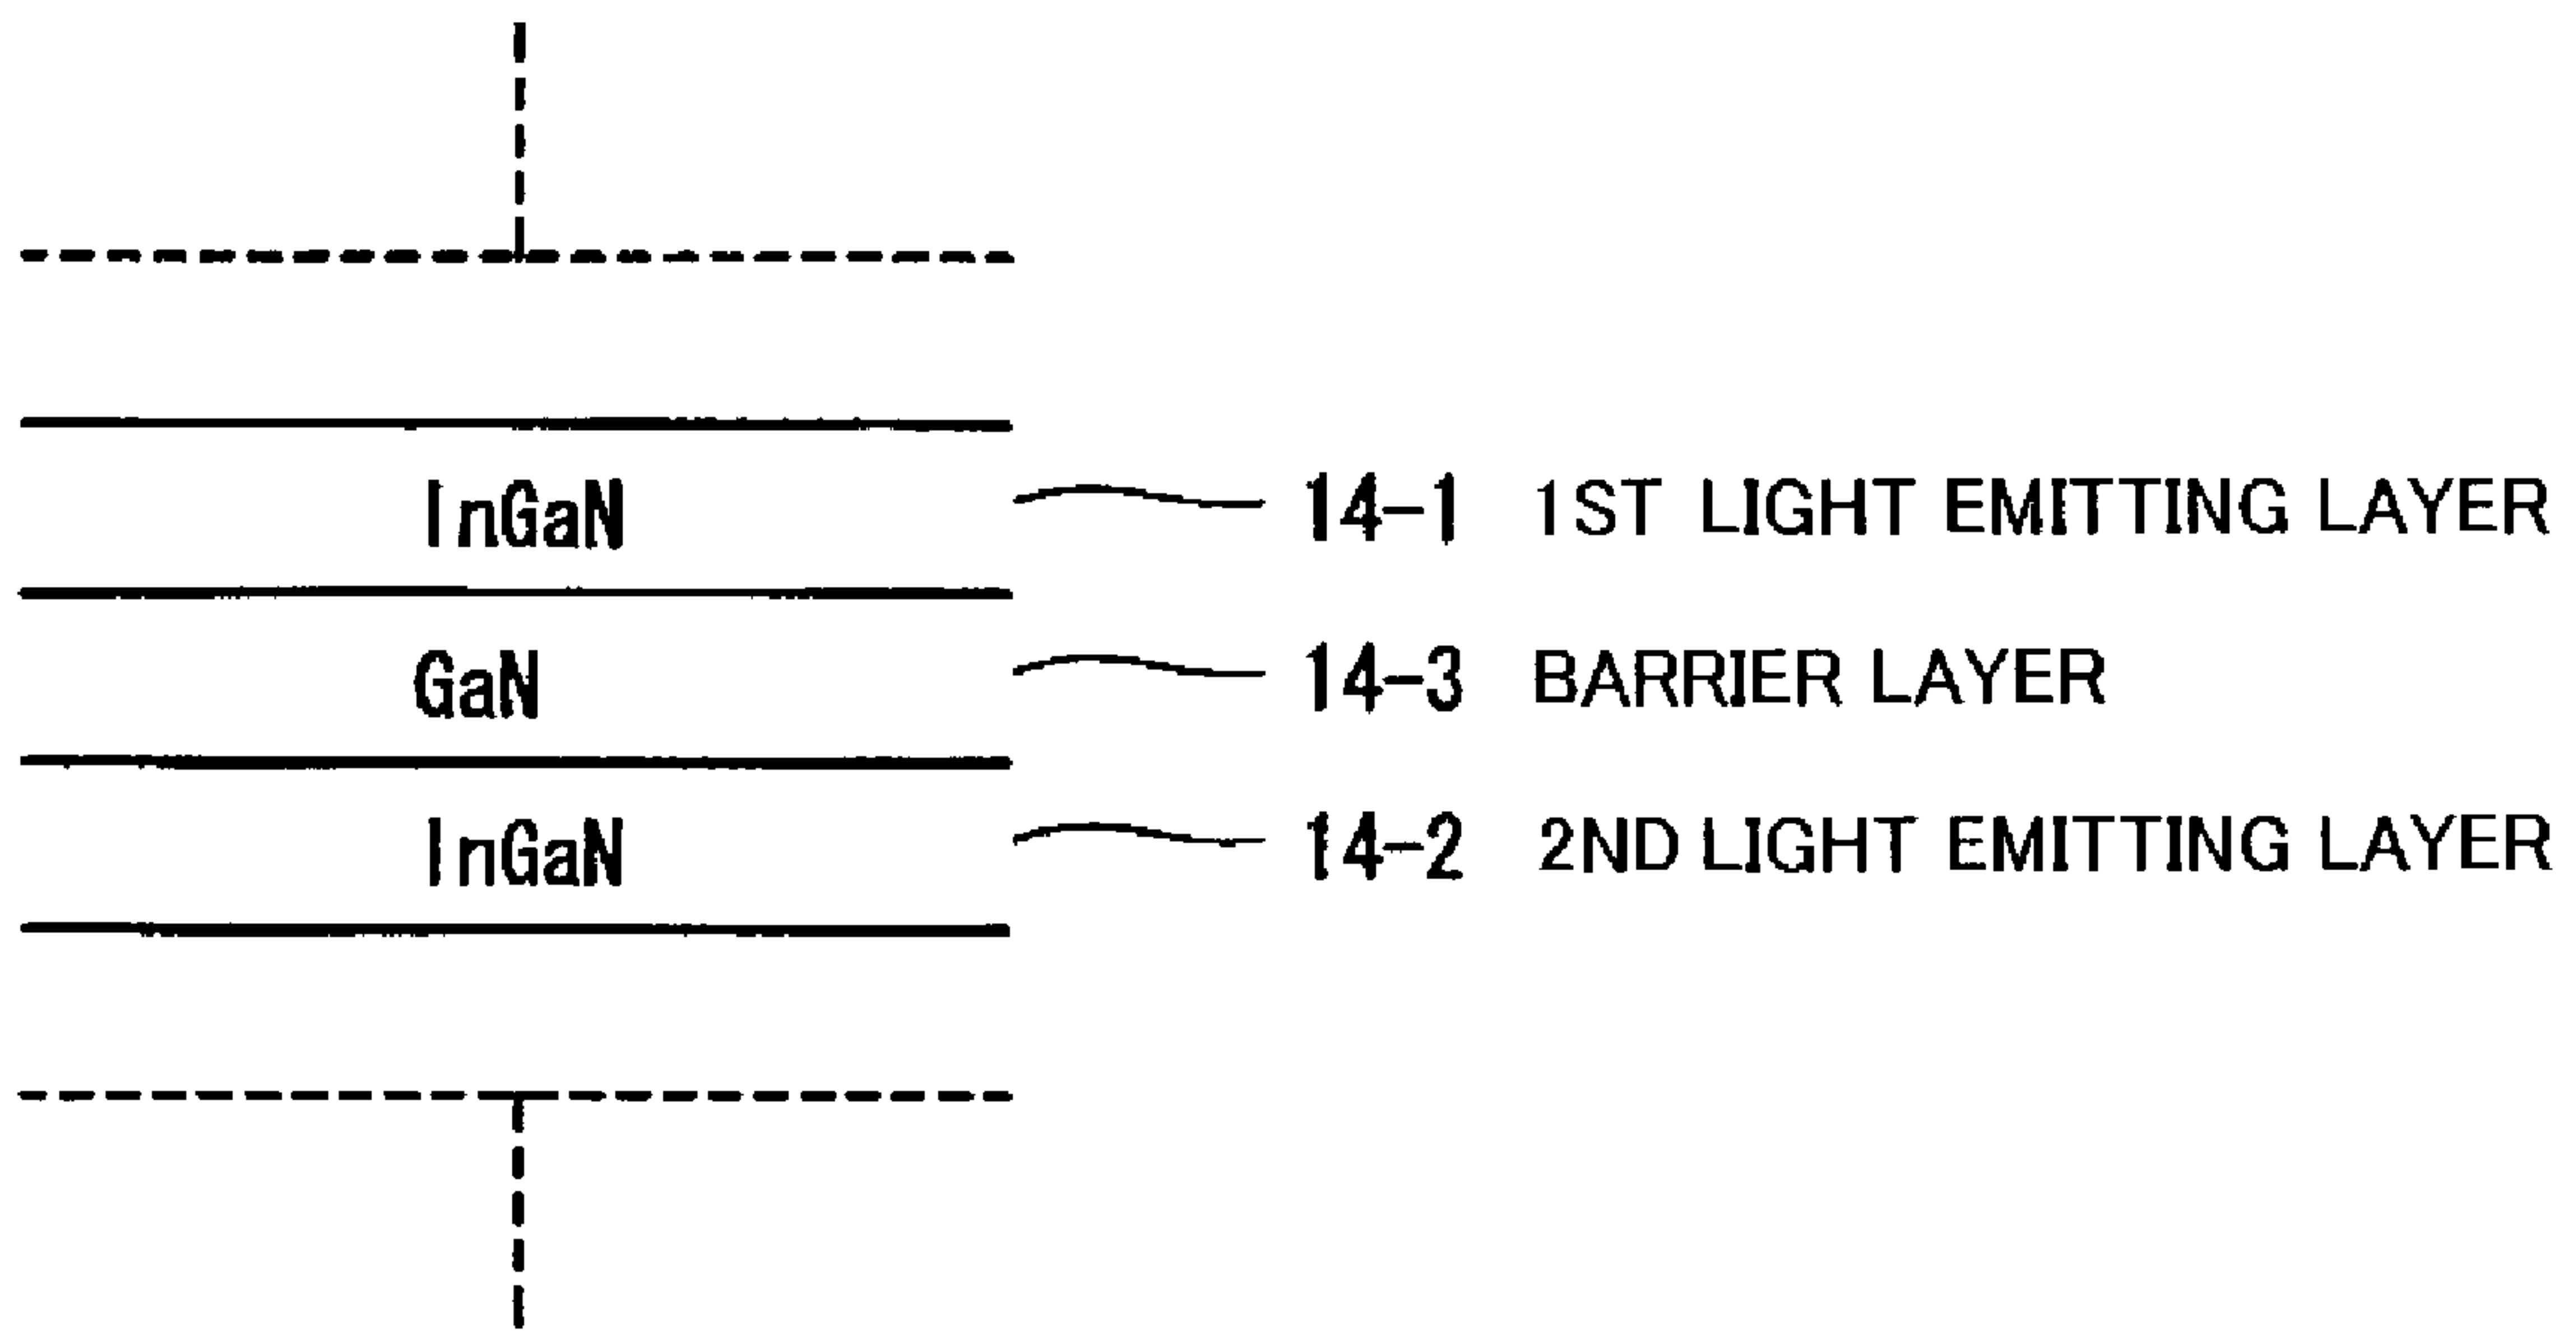 InGaN 14-1 1ST LIGHT EMITTING LAYER
GaN 14-3 BARRIER LAYER
InGaN 14-2 2ND LIGHT EMITTING LAYER